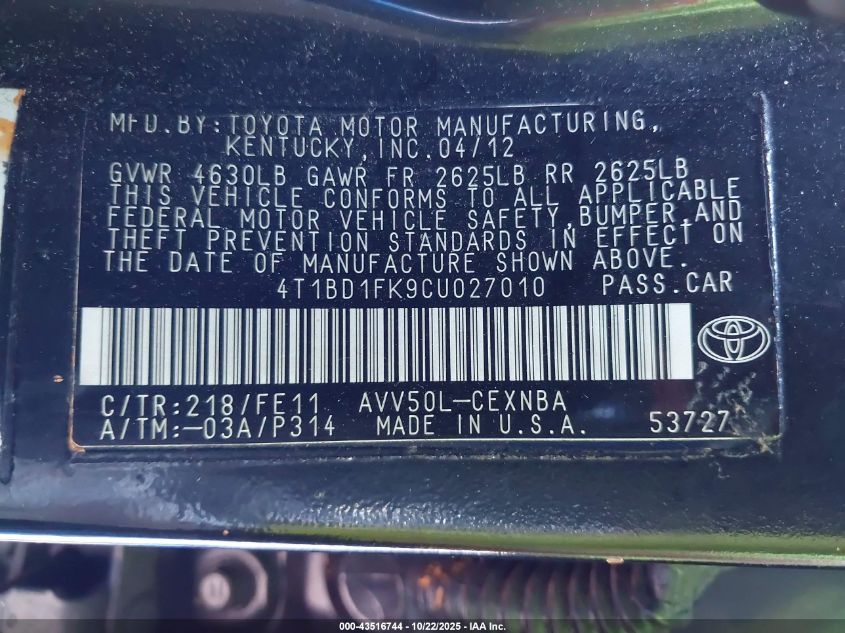 MFD.BY:TOYOTA MOTOR MANUFACTURING,
KENTUCKY,INC.04/12
GVWR 4630LB GAWR FR 2625LB RR 2625LB
THIS VEHICLE CONFORMS TO ALL APPLICABLE
FEDERAL MOTOR VEHICLE SAFETY,BUMPER,AND
THEFT PREVENTION STANDARDS IN EFFECT ON
THE DATE OF MANUFACTURE SHOWN ABOVE.
4T1BD1FK9CU027010 PASS.CAR
C/TR:218/FE11 AVV50L-CEXNBA
A/TM:-03A/P314 MADE IN U.S.A. 53727
000-43516744 - 10/22/2025 - IAA Inc.